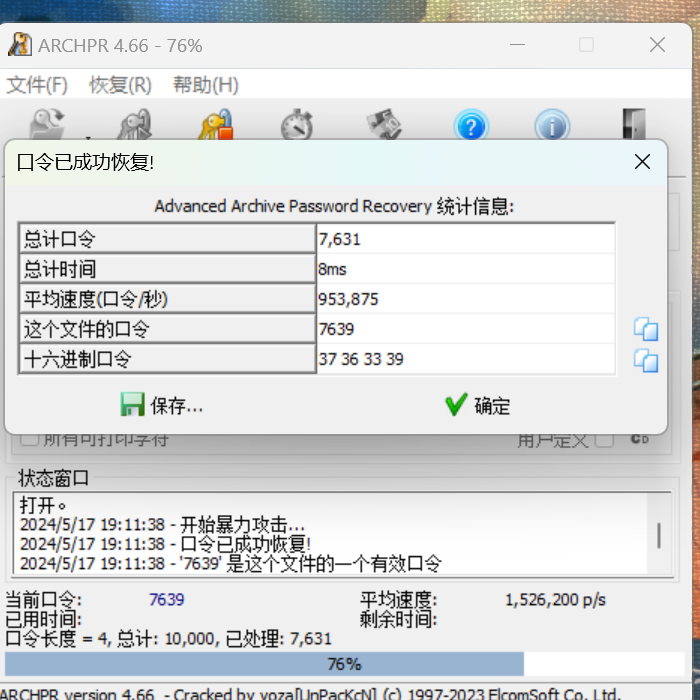 ARCHPR 4.66 - 76%
文件(F) 恢复(R) 帮助(H)
口令已成功恢复!
Advanced Archive Password Recovery 统计信息:
总计口令 7,631
总计时间 8ms
平均速度(口令/秒) 953,875
这个文件的口令 7639
十六进制口令 37 36 33 39
保存... 确定
所有可打印字符 用户定义
状态窗口
打开。
2024/5/17 19:11:38 - 开始暴力攻击...
2024/5/17 19:11:38 - 口令已成功恢复!
2024/5/17 19:11:38 - '7639' 是这个文件的一个有效口令
当前口令: 7639 平均速度: 1,526,200 p/s
已用时间: 剩余时间:
口令长度 = 4, 总计: 10,000, 已处理: 7,631
76%
ARCHPR version 4.66 - Cracked by yoza[UnPacKcN] (c) 1997-2023 ElcomSoft Co. Ltd.